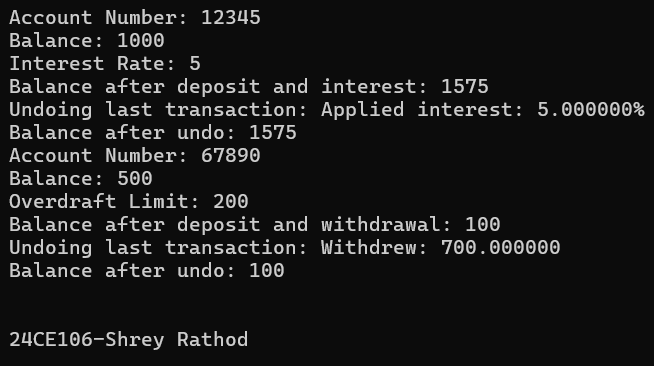 Account Number: 12345
Balance: 1000
Interest Rate: 5
Balance after deposit and interest: 1575
Undoing last transaction: Applied interest: 5.000000%
Balance after undo: 1575
Account Number: 67890
Balance: 500
Overdraft Limit: 200
Balance after deposit and withdrawal: 100
Undoing last transaction: Withdrew: 700.000000
Balance after undo: 100
24CE106-Shrey Rathod